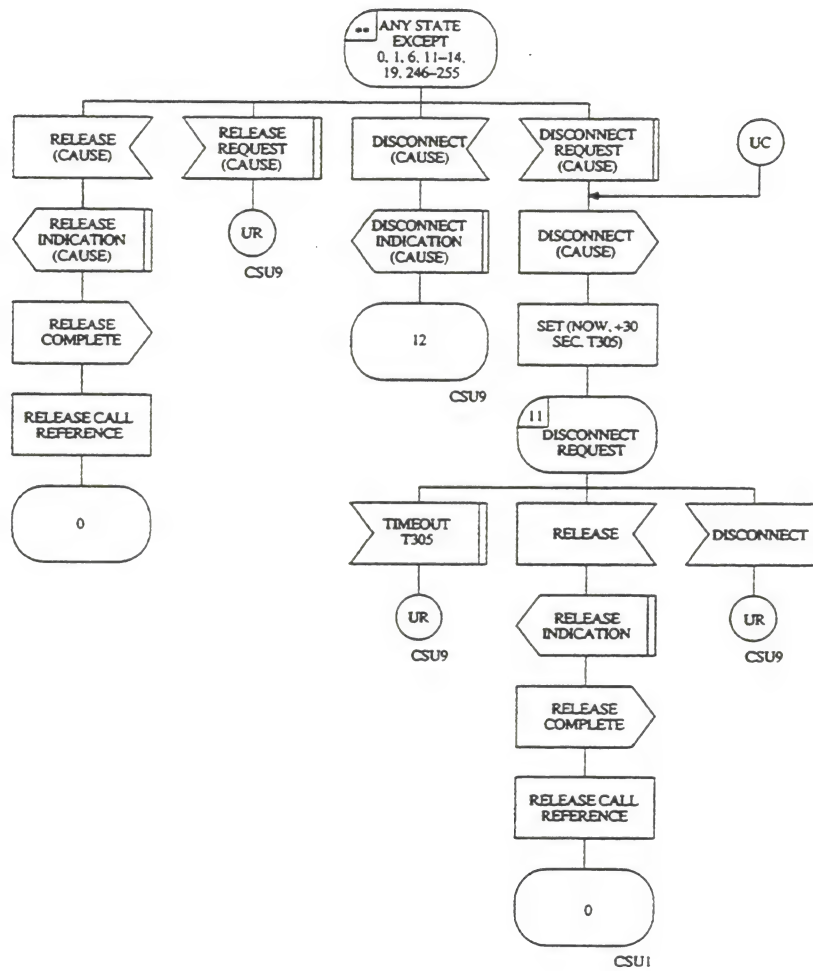 ** ANY STATE
EXCEPT
0, 1, 6, 11–14,
19, 246–255
RELEASE
(CAUSE)
RELEASE
REQUEST
(CAUSE)
DISCONNECT
(CAUSE)
DISCONNECT
REQUEST
(CAUSE)
UC
RELEASE
INDICATION
(CAUSE)
UR
CSU9
DISCONNECT
INDICATION
(CAUSE)
DISCONNECT
(CAUSE)
RELEASE
COMPLETE
12
CSU9
SET (NOW, +30
SEC, T305)
RELEASE CALL
REFERENCE
11
DISCONNECT
REQUEST
0
TIMEOUT
T305
RELEASE
DISCONNECT
UR
CSU9
RELEASE
INDICATION
UR
CSU9
RELEASE
COMPLETE
RELEASE CALL
REFERENCE
0
CSU1